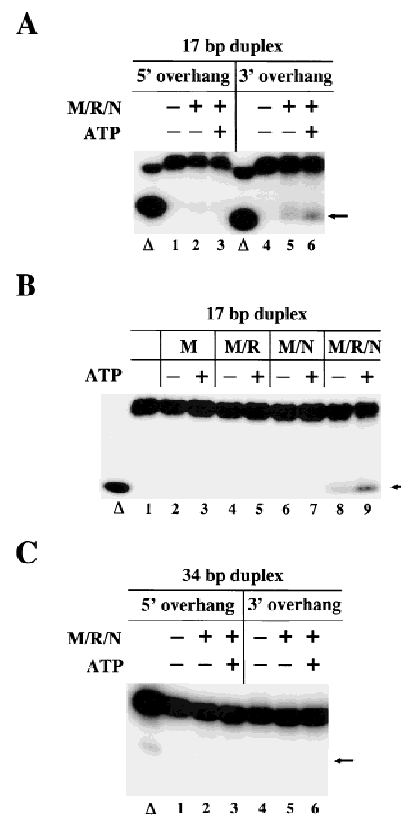 A
17 bp duplex
5' overhang 3' overhang
M/R/N − + + − + +
ATP − − + − − +
Δ 1 2 3 Δ 4 5 6
B
17 bp duplex
M M/R M/N M/R/N
ATP − + − + − + − +
Δ 1 2 3 4 5 6 7 8 9
C
34 bp duplex
5' overhang 3' overhang
M/R/N − + + − + +
ATP − − + − − +
Δ 1 2 3 4 5 6